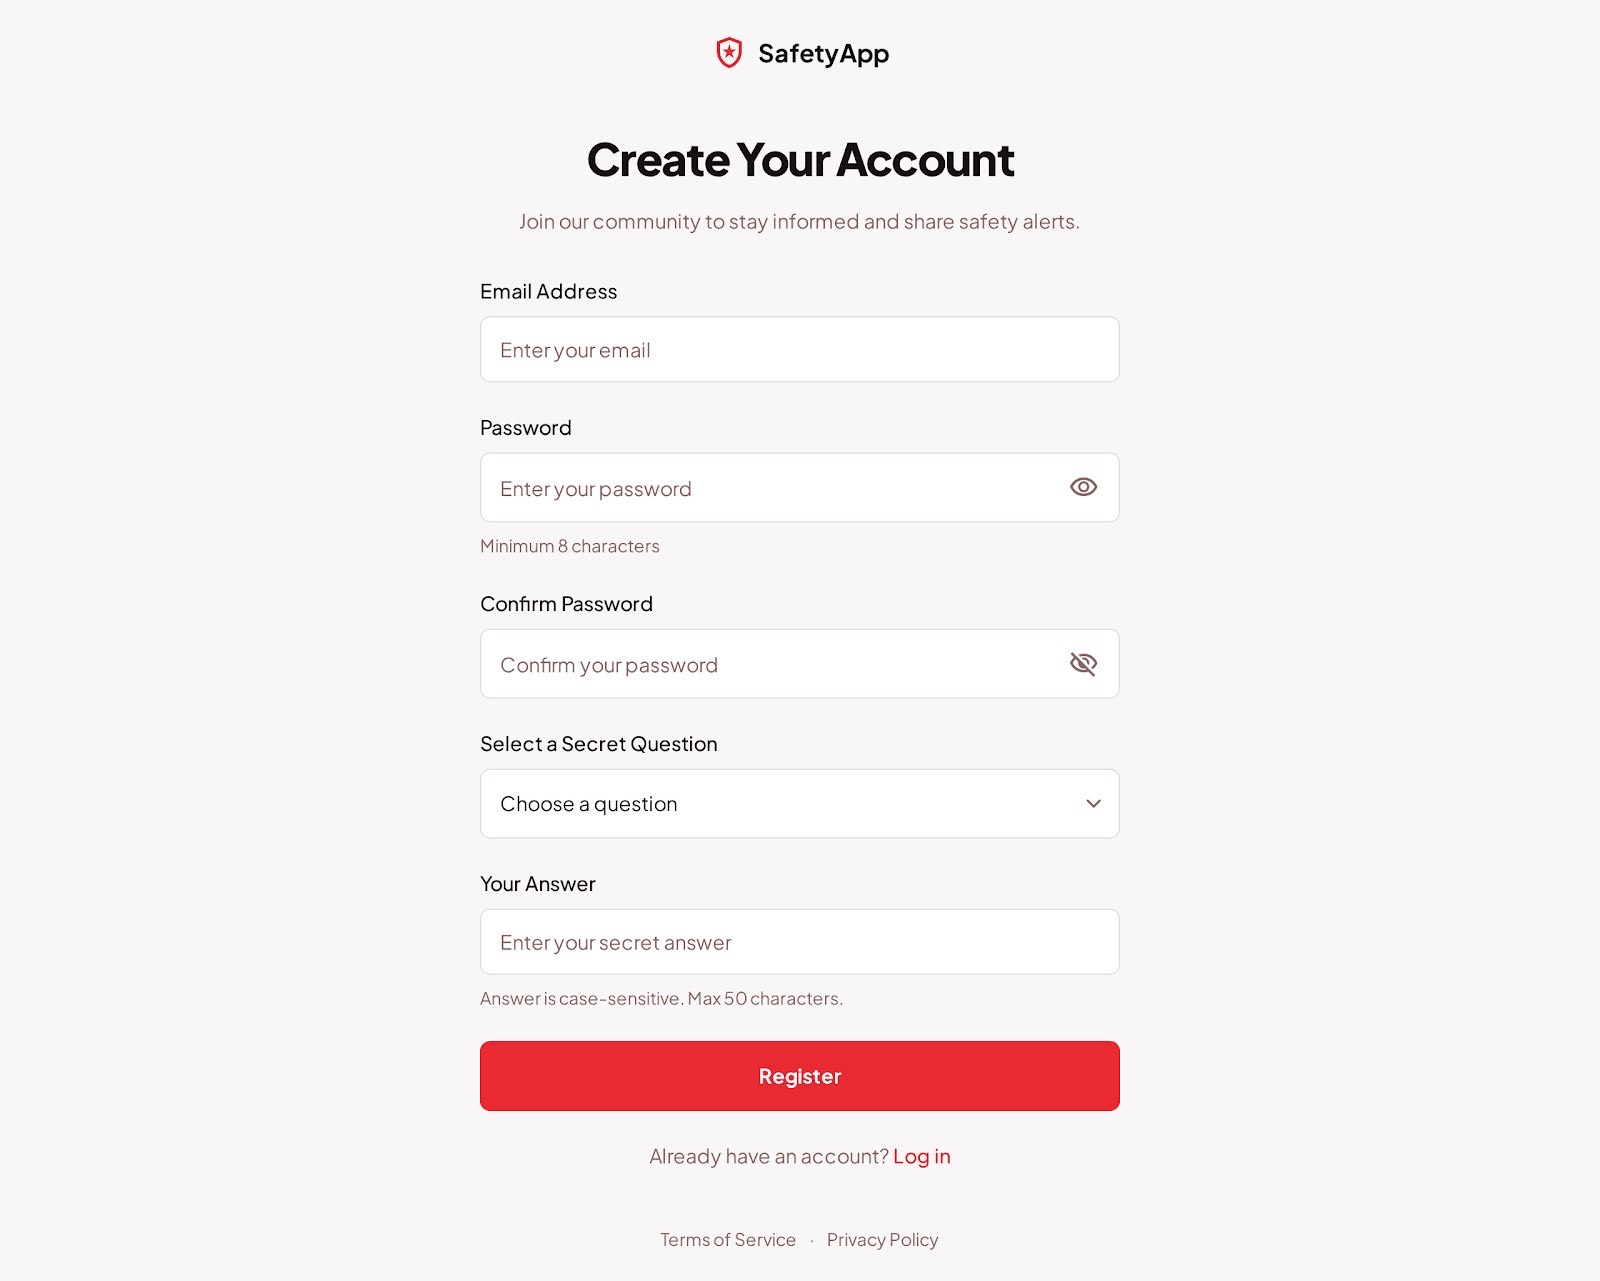 SafetyApp
Create Your Account
Join our community to stay informed and share safety alerts.
Email Address
Enter your email
Password
Enter your password
Minimum 8 characters
Confirm Password
Confirm your password
Select a Secret Question
Choose a question
Your Answer
Enter your secret answer
Answer is case-sensitive. Max 50 characters.
Register
Already have an account? Log in
Terms of Service · Privacy Policy